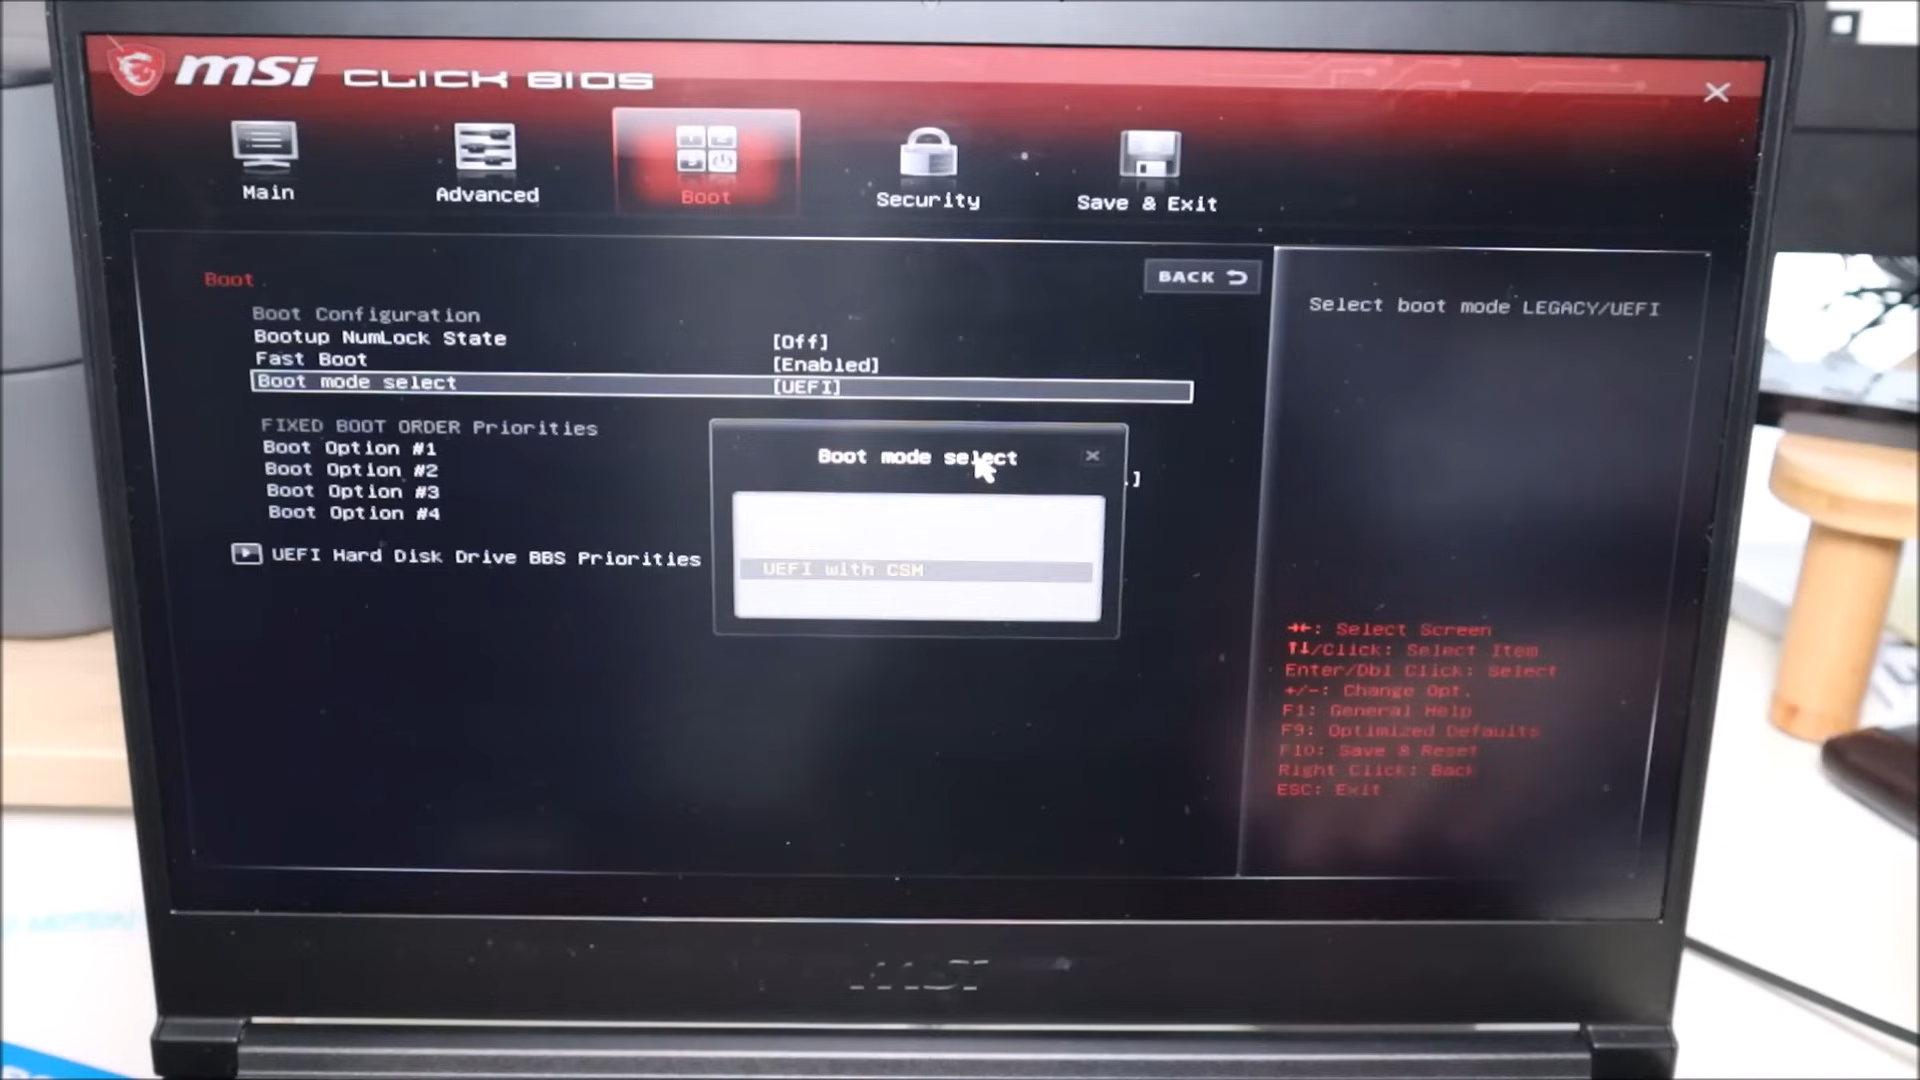 msi CLICK BIOS
Main
Advanced
Boot
Security
Save & Exit
Boot
BACK
Boot Configuration
Bootup NumLock State [Off]
Fast Boot [Enabled]
Boot mode select [UEFI]
FIXED BOOT ORDER Priorities
Boot Option #1
Boot Option #2
Boot Option #3
Boot Option #4
UEFI Hard Disk Drive BBS Priorities
Boot mode select
UEFI with CSM
Select boot mode LEGACY/UEFI
→←: Select Screen
↑↓/Click: Select Item
Enter/Dbl Click: Select
+/-: Change Opt.
F1: General Help
F9: Optimized Defaults
F10: Save & Reset
Right Click: Back
ESC: Exit
msi